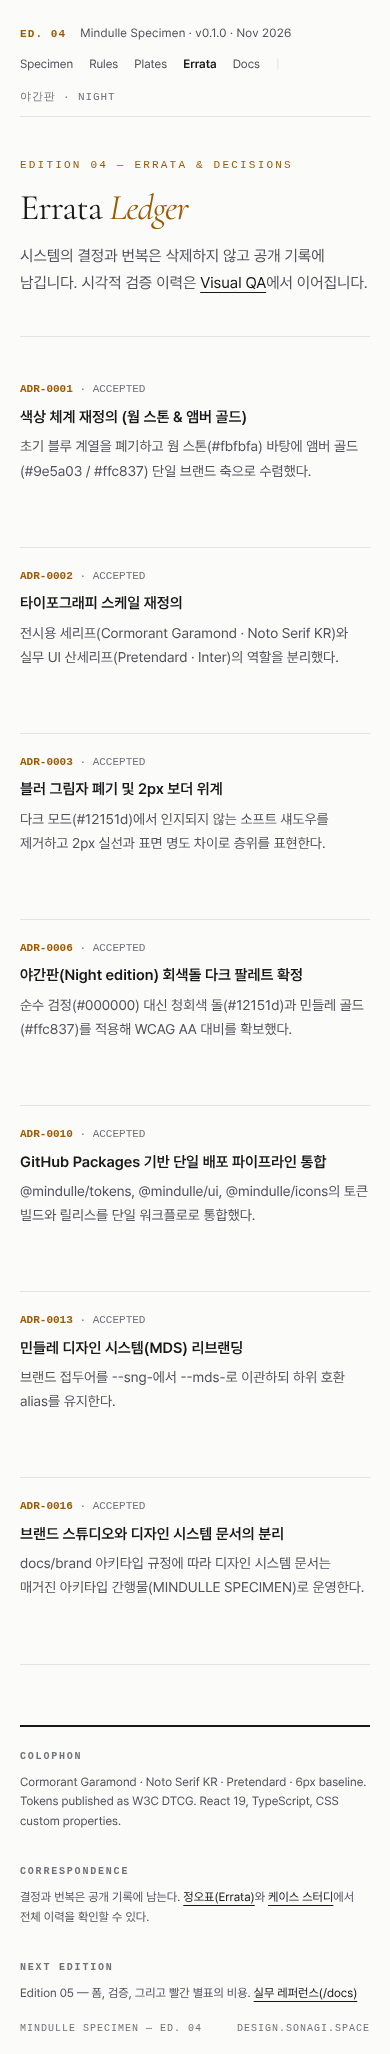 ED. 04 Mindulle Specimen · v0.1.0 · Nov 2026
Specimen Rules Plates Errata Docs
야간판 · NIGHT
EDITION 04 — ERRATA & DECISIONS
Errata Ledger
시스템의 결정과 번복은 삭제하지 않고 공개 기록에
남깁니다. 시각적 검증 이력은 Visual QA에서 이어집니다.
ADR-0001 · ACCEPTED
색상 체계 재정의 (웜 스톤 & 앰버 골드)
초기 블루 계열을 폐기하고 웜 스톤(#fbfbfa) 바탕에 앰버 골드
(#9e5a03 / #ffc837) 단일 브랜드 축으로 수렴했다.
ADR-0002 · ACCEPTED
타이포그래피 스케일 재정의
전시용 세리프(Cormorant Garamond · Noto Serif KR)와
실무 UI 산세리프(Pretendard · Inter)의 역할을 분리했다.
ADR-0003 · ACCEPTED
블러 그림자 폐기 및 2px 보더 위계
다크 모드(#12151d)에서 인지되지 않는 소프트 섀도우를
제거하고 2px 실선과 표면 명도 차이로 층위를 표현한다.
ADR-0006 · ACCEPTED
야간판(Night edition) 회색돌 다크 팔레트 확정
순수 검정(#000000) 대신 청회색 돌(#12151d)과 민들레 골드
(#ffc837)를 적용해 WCAG AA 대비를 확보했다.
ADR-0010 · ACCEPTED
GitHub Packages 기반 단일 배포 파이프라인 통합
@mindulle/tokens, @mindulle/ui, @mindulle/icons의 토큰
빌드와 릴리스를 단일 워크플로로 통합했다.
ADR-0013 · ACCEPTED
민들레 디자인 시스템(MDS) 리브랜딩
브랜드 접두어를 --sng-에서 --mds-로 이관하되 하위 호환
alias를 유지한다.
ADR-0016 · ACCEPTED
브랜드 스튜디오와 디자인 시스템 문서의 분리
docs/brand 아키타입 규정에 따라 디자인 시스템 문서는
매거진 아키타입 간행물(MINDULLE SPECIMEN)로 운영한다.
COLOPHON
Cormorant Garamond · Noto Serif KR · Pretendard · 6px baseline.
Tokens published as W3C DTCG. React 19, TypeScript, CSS
custom properties.
CORRESPONDENCE
결정과 번복은 공개 기록에 남는다. 정오표(Errata)와 케이스 스터디에서
전체 이력을 확인할 수 있다.
NEXT EDITION
Edition 05 — 폼, 검증, 그리고 빨간 별표의 비용. 실무 레퍼런스(/docs)
MINDULLE SPECIMEN — ED. 04 DESIGN.SONAGI.SPACE